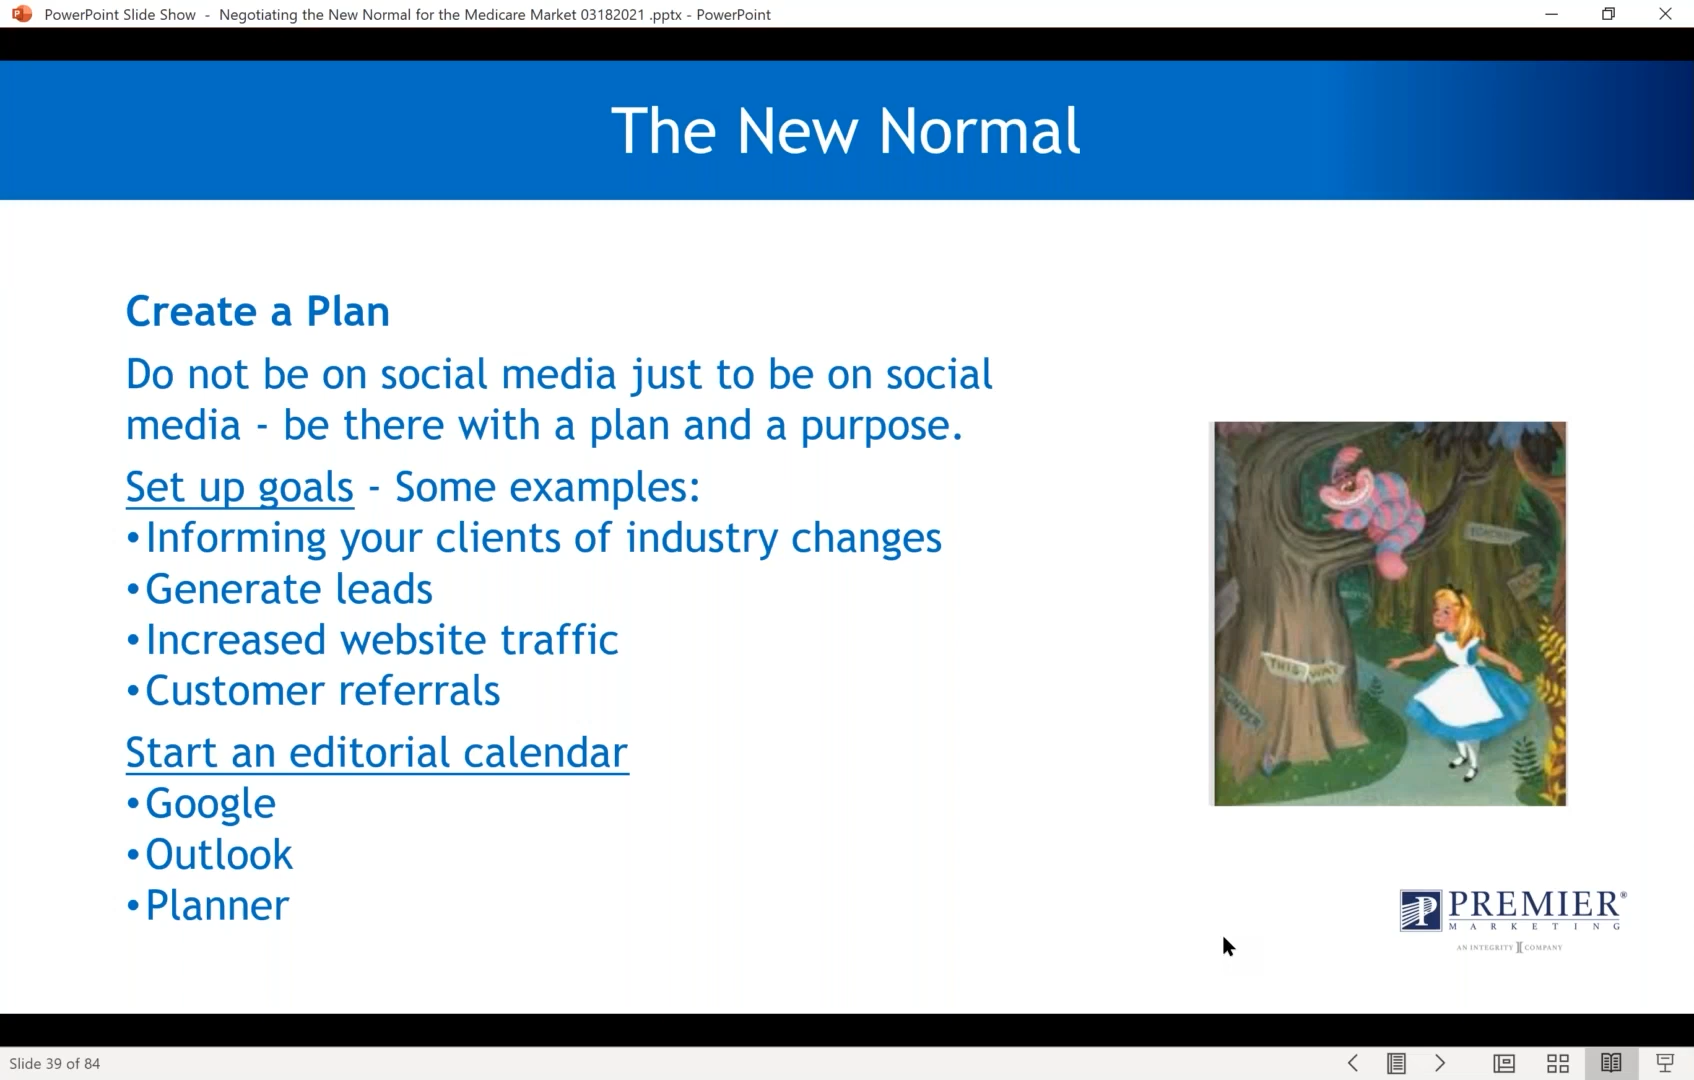 PowerPoint Slide Show - Negotiating the New Normal for the Medicare Market 03182021 .pptx - PowerPoint
The New Normal
Create a Plan
Do not be on social media just to be on social
media - be there with a plan and a purpose.
Set up goals - Some examples:
•Informing your clients of industry changes
•Generate leads
•Increased website traffic
•Customer referrals
Start an editorial calendar
•Google
•Outlook
•Planner
THIS WAY
PREMIER®
MARKETING
AN INTEGRITY COMPANY
Slide 39 of 84